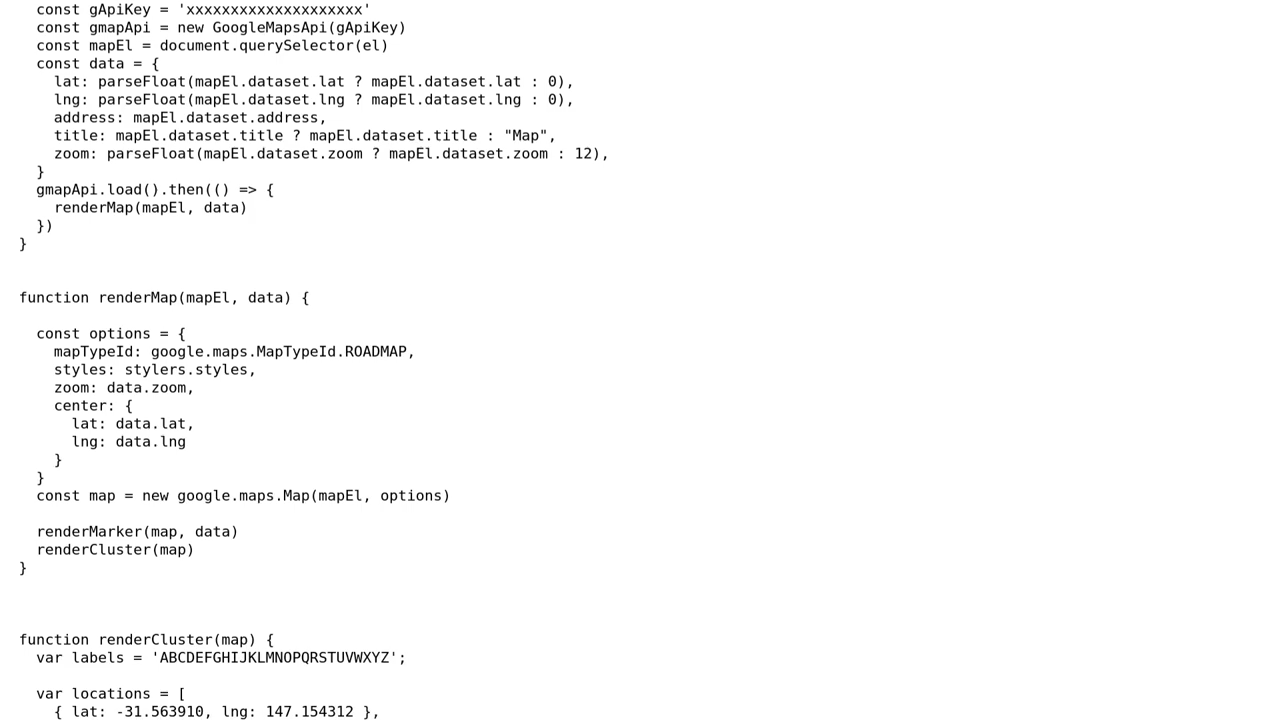 const gApiKey = 'xxxxxxxxxxxxxxxxxxxx'
const gmapApi = new GoogleMapsApi(gApiKey)
const mapEl = document.querySelector(el)
const data = {
lat: parseFloat(mapEl.dataset.lat ? mapEl.dataset.lat : 0),
lng: parseFloat(mapEl.dataset.lng ? mapEl.dataset.lng : 0),
address: mapEl.dataset.address,
title: mapEl.dataset.title ? mapEl.dataset.title : "Map",
zoom: parseFloat(mapEl.dataset.zoom ? mapEl.dataset.zoom : 12),
}
gmapApi.load().then(() => {
renderMap(mapEl, data)
})
}
function renderMap(mapEl, data) {
const options = {
mapTypeId: google.maps.MapTypeId.ROADMAP,
styles: stylers.styles,
zoom: data.zoom,
center: {
lat: data.lat,
lng: data.lng
}
}
const map = new google.maps.Map(mapEl, options)
renderMarker(map, data)
renderCluster(map)
}
function renderCluster(map) {
var labels = 'ABCDEFGHIJKLMNOPQRSTUVWXYZ';
var locations = [
{ lat: -31.563910, lng: 147.154312 },